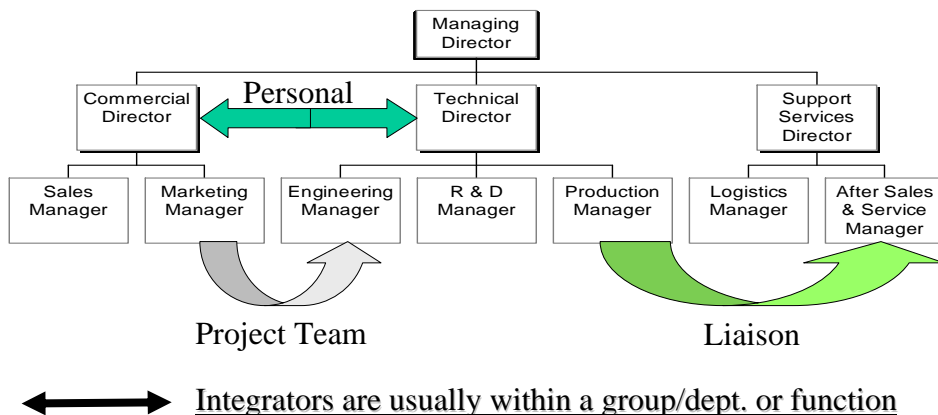 Managing
Director
Commercial
Director
Personal
Technical
Director
Support
Services
Director
Sales
Manager
Marketing
Manager
Engineering
Manager
R & D
Manager
Production
Manager
Logistics
Manager
After Sales
& Service
Manager
Project Team
Liaison
Integrators are usually within a group/dept. or function